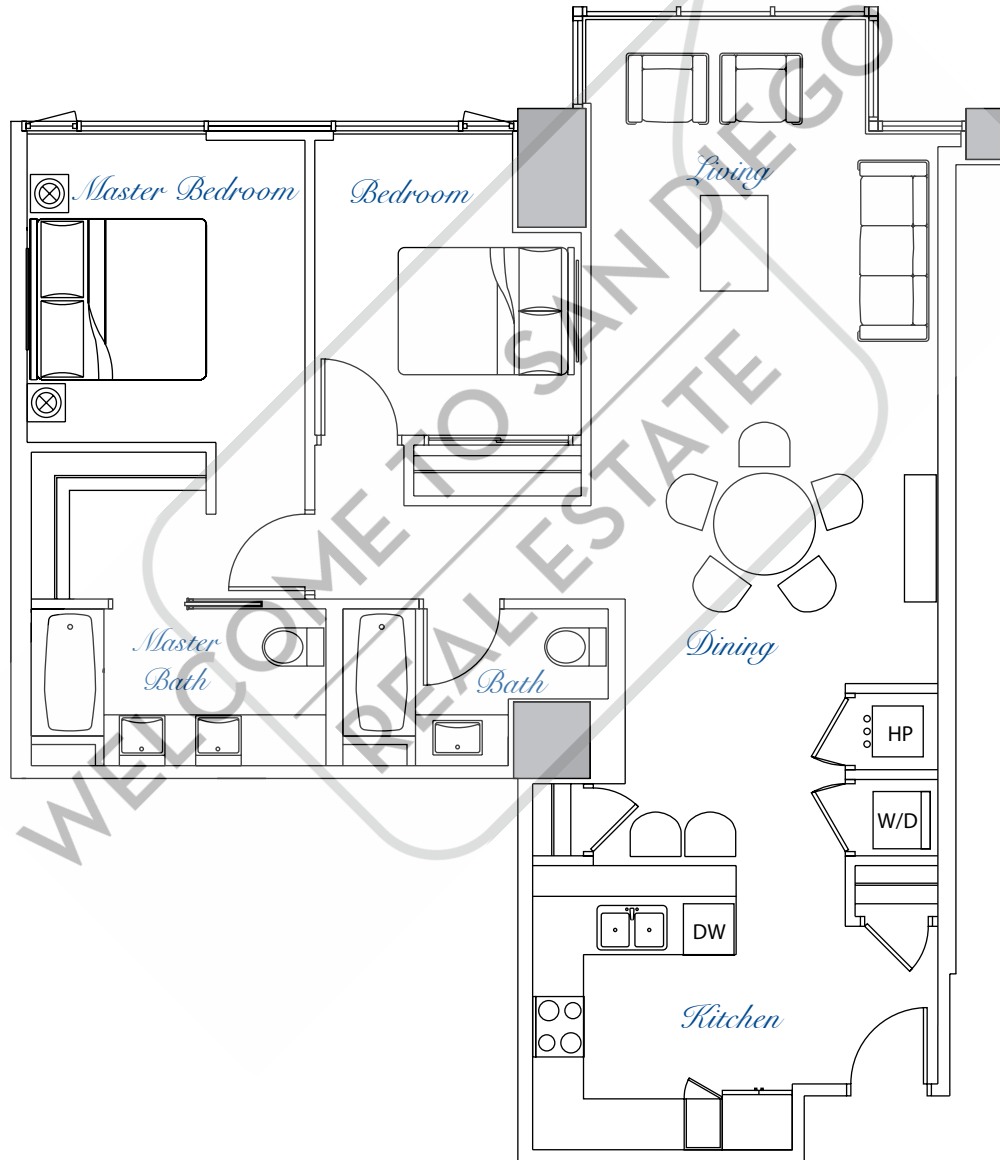 Living
Master Bedroom
Bedroom
Dining
Master
Bath
Bath
HP
W/D
DW
Kitchen
WELCOME TO SAN DIEGO
REAL ESTATE